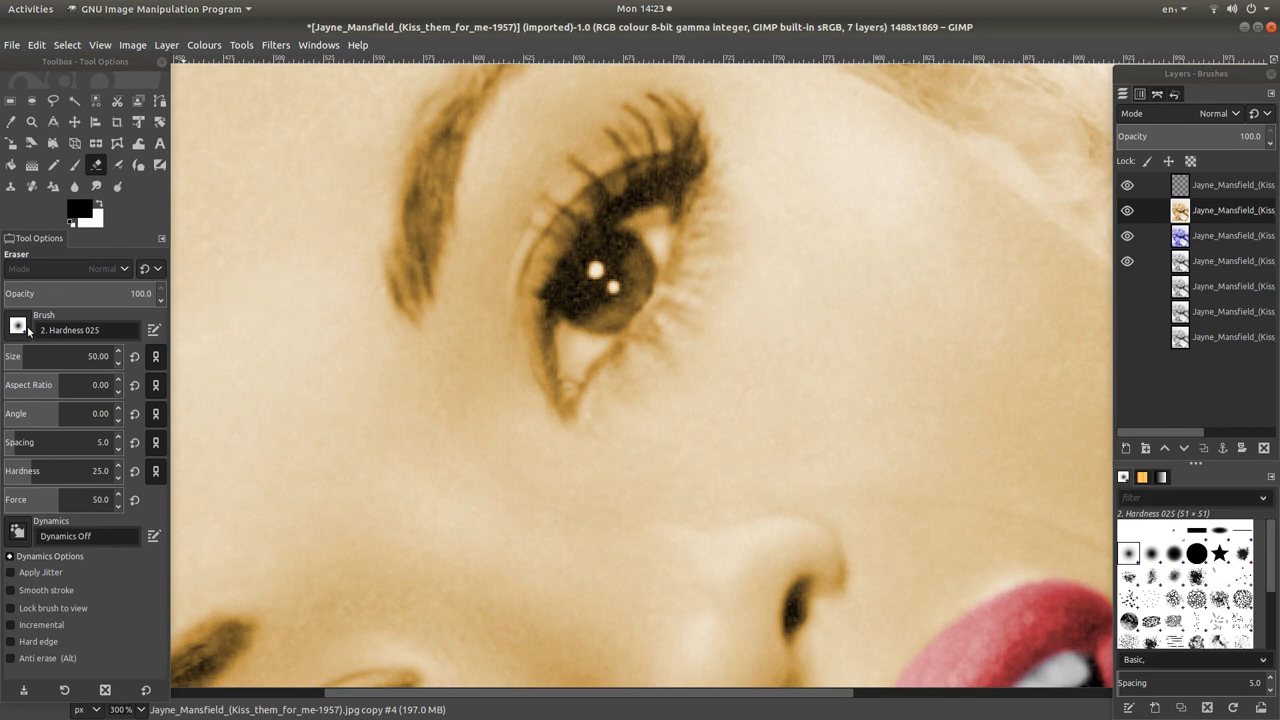 Activities GNU Image Manipulation Program Mon 14:23 en₁
*[Jayne_Mansfield_(Kiss_them_for_me-1957)] (imported)-1.0 (RGB colour 8-bit gamma integer, GIMP built-in sRGB, 7 layers) 1488x1869 – GIMP
File Edit Select View Image Layer Colours Tools Filters Windows Help
Toolbox - Tool Options
Layers - Brushes
Mode Normal
Opacity 100.0
Lock:
Jayne_Mansfield_(Kiss
Jayne_Mansfield_(Kiss
Jayne_Mansfield_(Kiss
Jayne_Mansfield_(Kiss
Jayne_Mansfield_(Kiss
Jayne_Mansfield_(Kiss
Jayne_Mansfield_(Kiss
Tool Options
Eraser
Mode Normal
Opacity 100.0
Brush
2. Hardness 025
Size 50.00
Aspect Ratio 0.00
Angle 0.00
Spacing 5.0
Hardness 25.0
Force 50.0
Dynamics
Dynamics Off
Dynamics Options
Apply Jitter
Smooth stroke
Lock brush to view
Incremental
Hard edge
Anti erase (Alt)
filter
2. Hardness 025 (51 × 51)
Basic,
Spacing 5.0
px 300 % Jayne_Mansfield_(Kiss_them_for_me-1957).jpg copy #4 (197.0 MB)